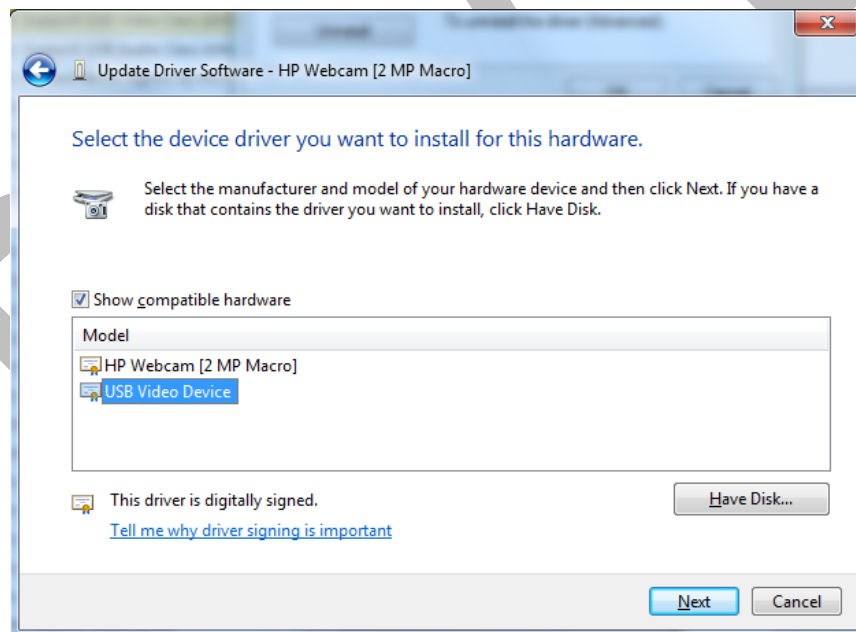 Update Driver Software - HP Webcam [2 MP Macro]
Select the device driver you want to install for this hardware.
Select the manufacturer and model of your hardware device and then click Next. If you have a
disk that contains the driver you want to install, click Have Disk.
Show compatible hardware
Model
HP Webcam [2 MP Macro]
USB Video Device
This driver is digitally signed.
Have Disk...
Tell me why driver signing is important
Next
Cancel